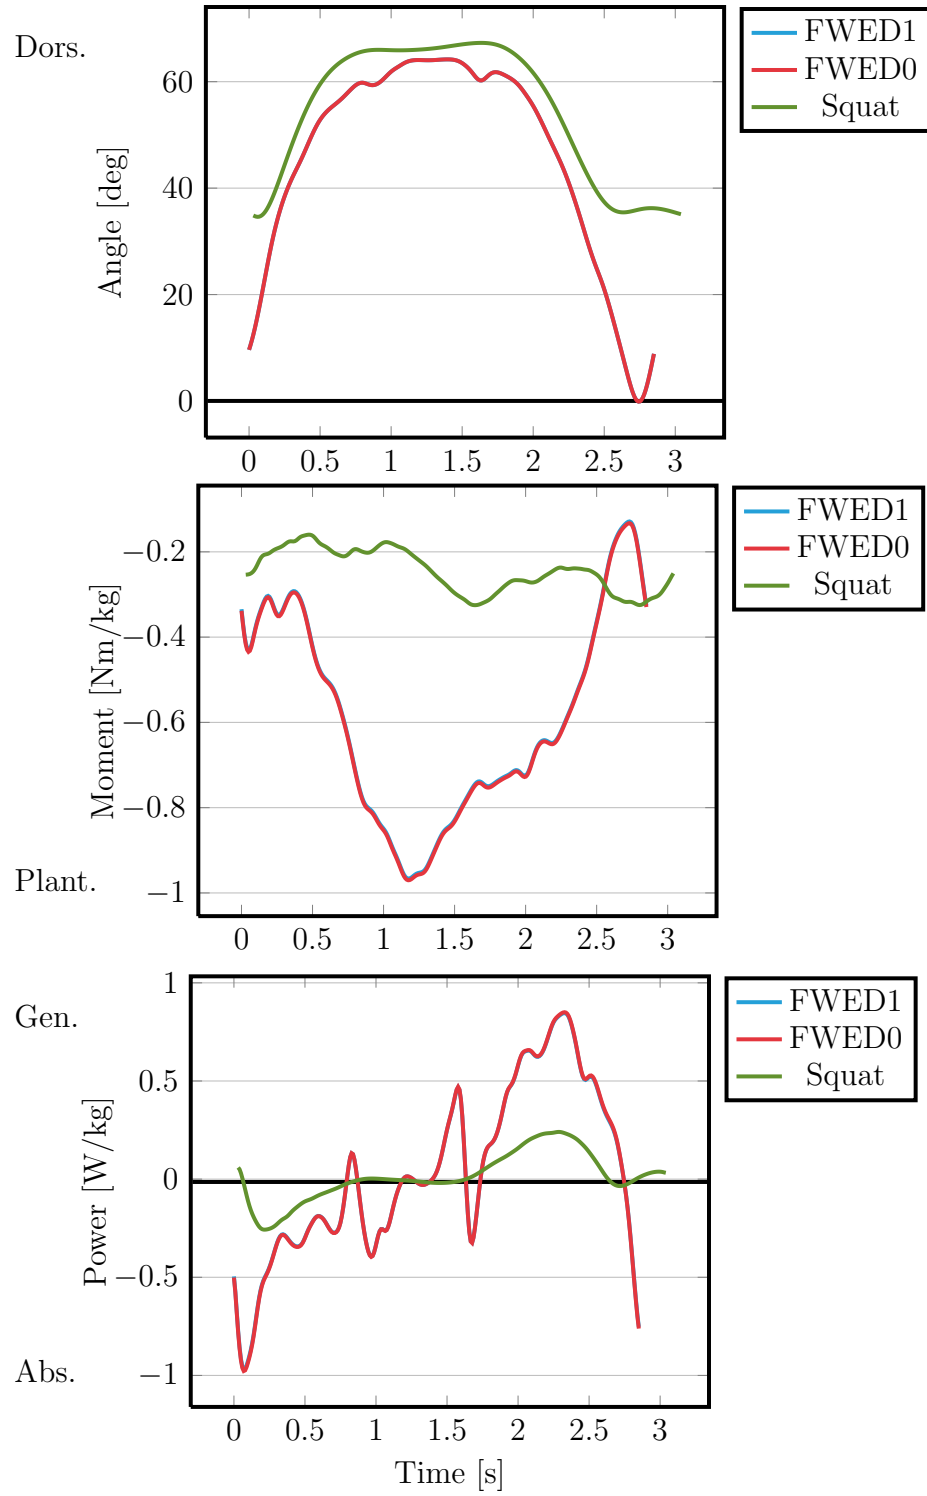 Dors.
FWED1
FWED0
Squat
Angle [deg]
60
40
20
0
0 0.5 1 1.5 2 2.5 3
FWED1
FWED0
Squat
Moment [Nm/kg]
−0.2
−0.4
−0.6
−0.8
−1
Plant.
0 0.5 1 1.5 2 2.5 3
Gen.
FWED1
FWED0
Squat
Power [W/kg]
1
0.5
0
−0.5
−1
Abs.
0 0.5 1 1.5 2 2.5 3
Time [s]